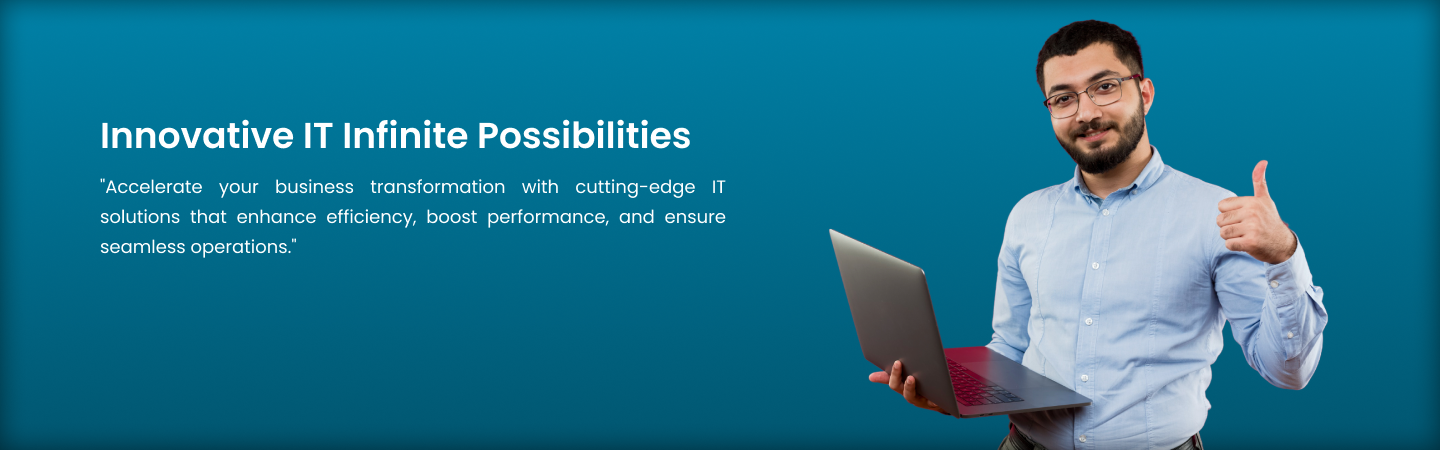 Innovative IT Infinite Possibilities
"Accelerate your business transformation with cutting-edge IT
solutions that enhance efficiency, boost performance, and ensure
seamless operations."